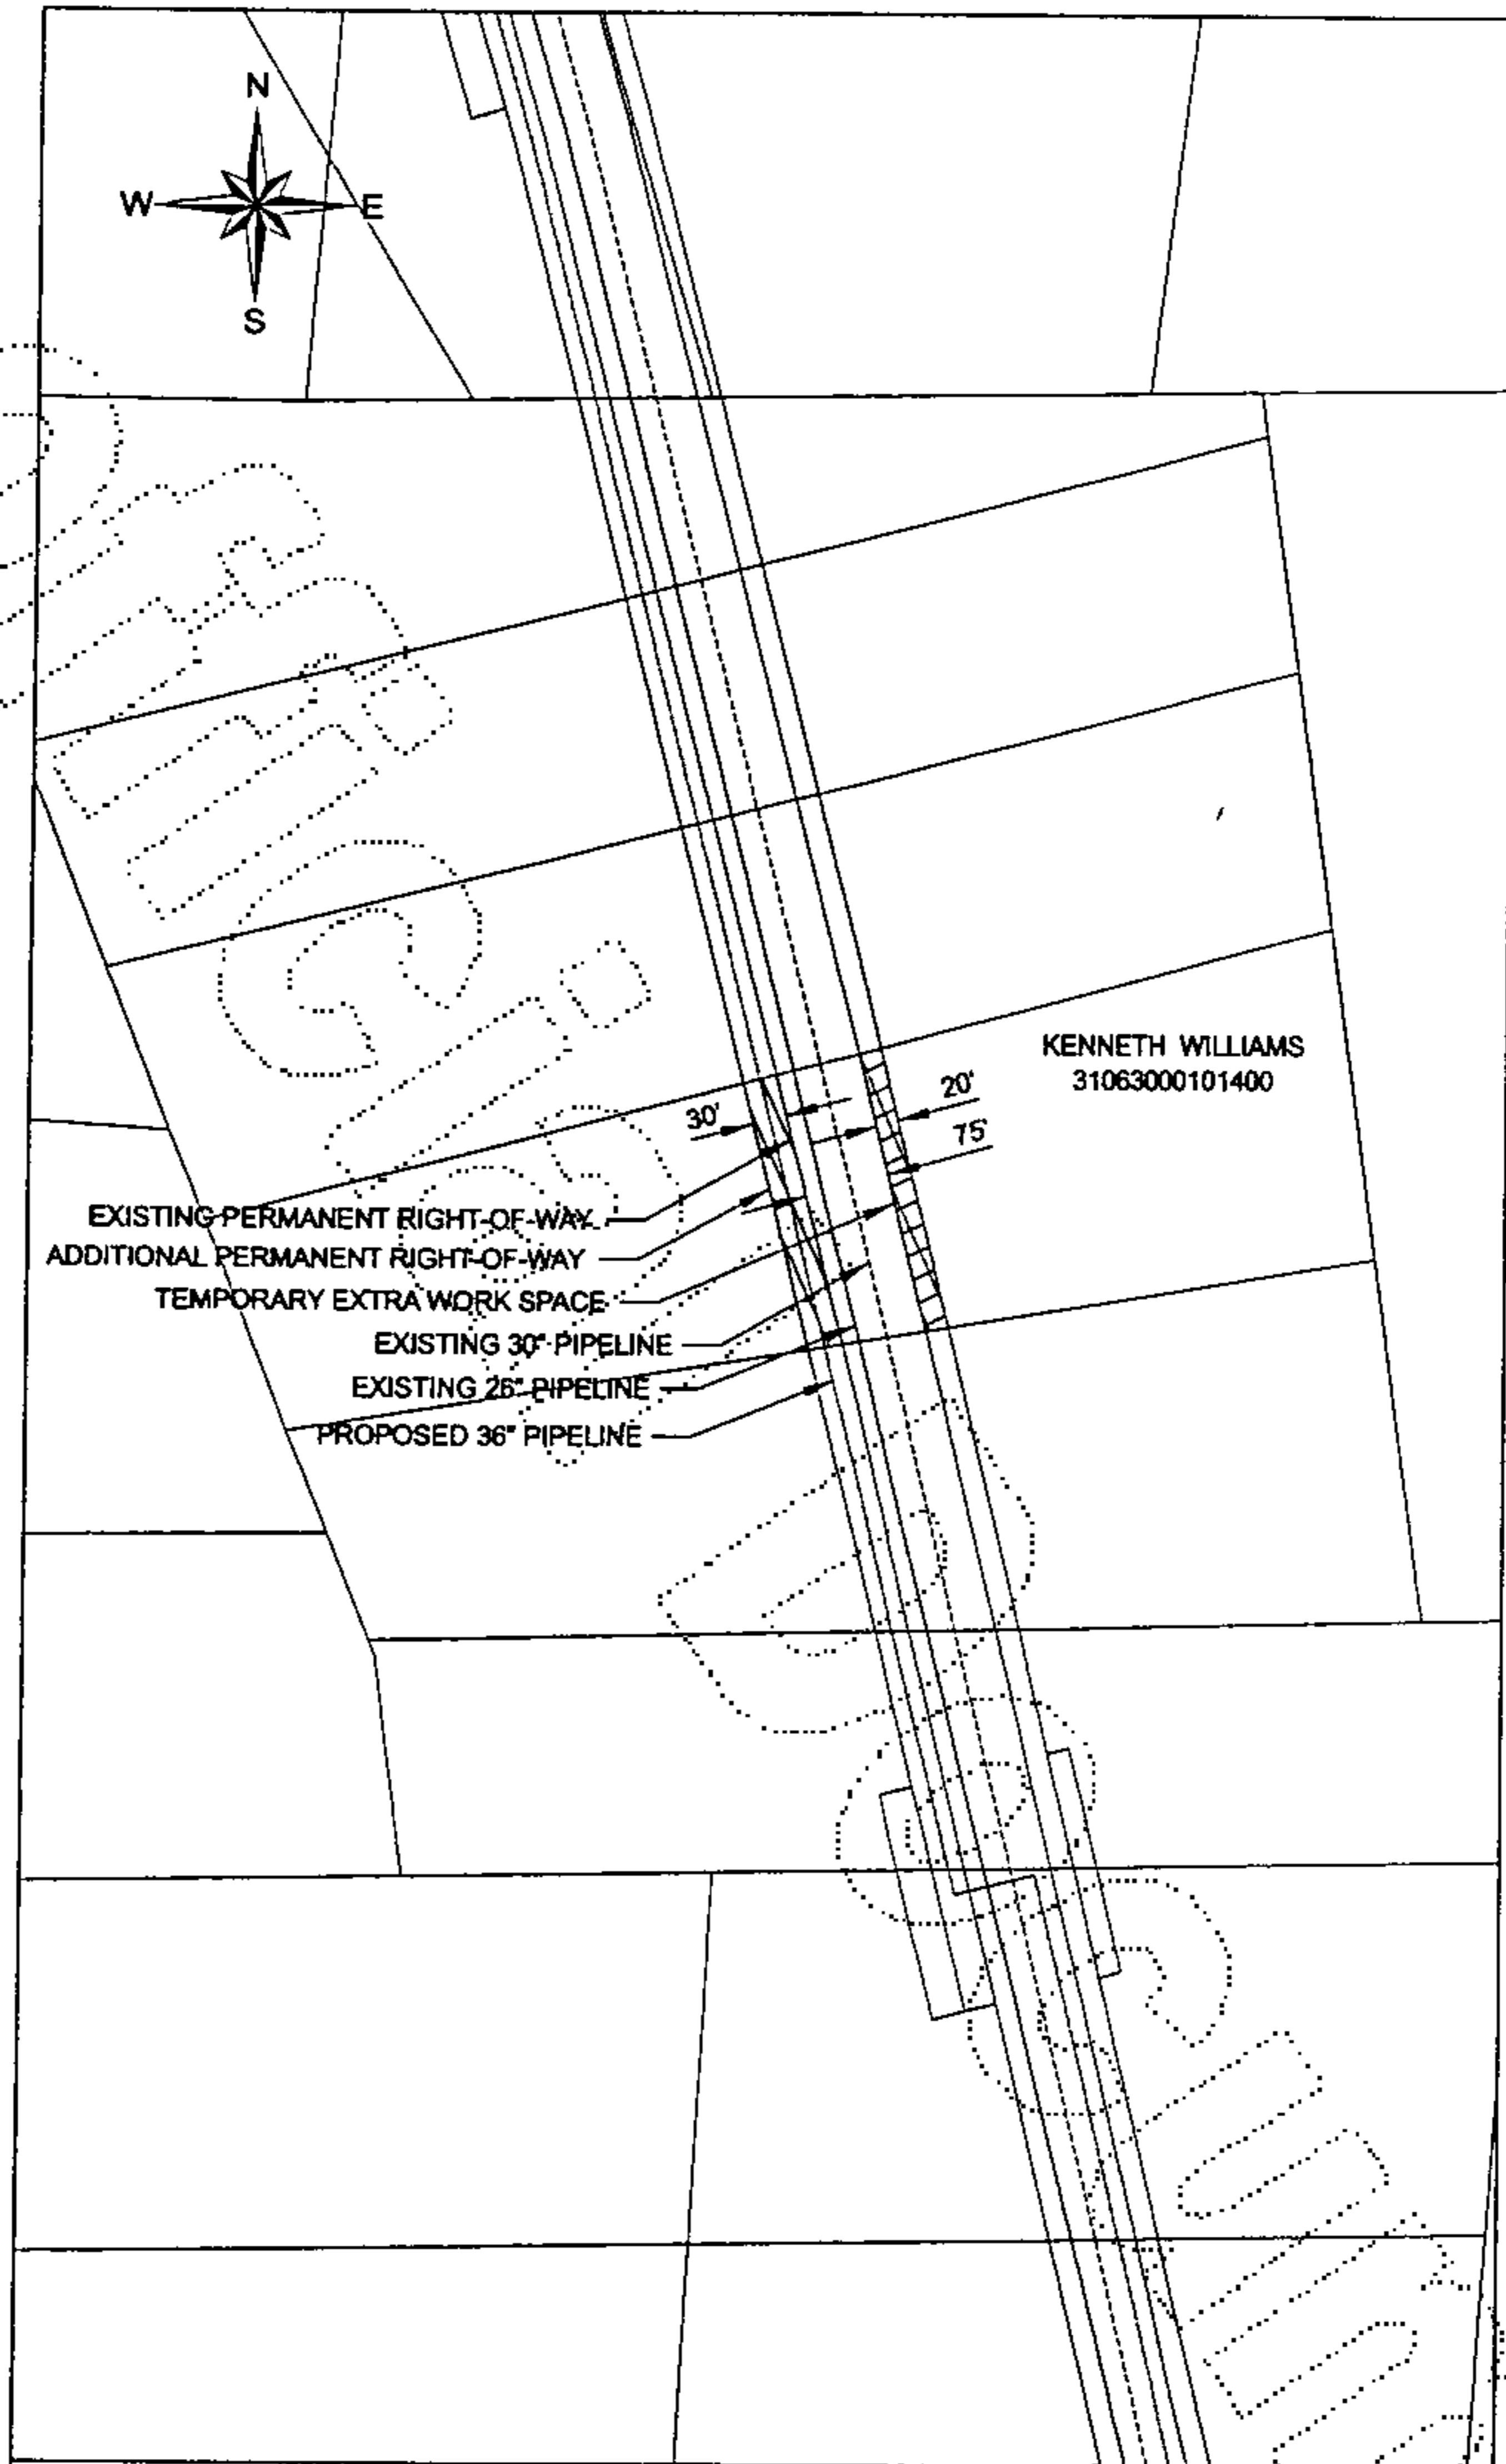 N
W
E
S
KENNETH WILLIAMS
31063000101400
20'
30'
75'
EXISTING PERMANENT RIGHT-OF-WAY
ADDITIONAL PERMANENT RIGHT-OF-WAY
TEMPORARY EXTRA WORK SPACE
EXISTING 30" PIPELINE
EXISTING 26" PIPELINE
PROPOSED 36" PIPELINE